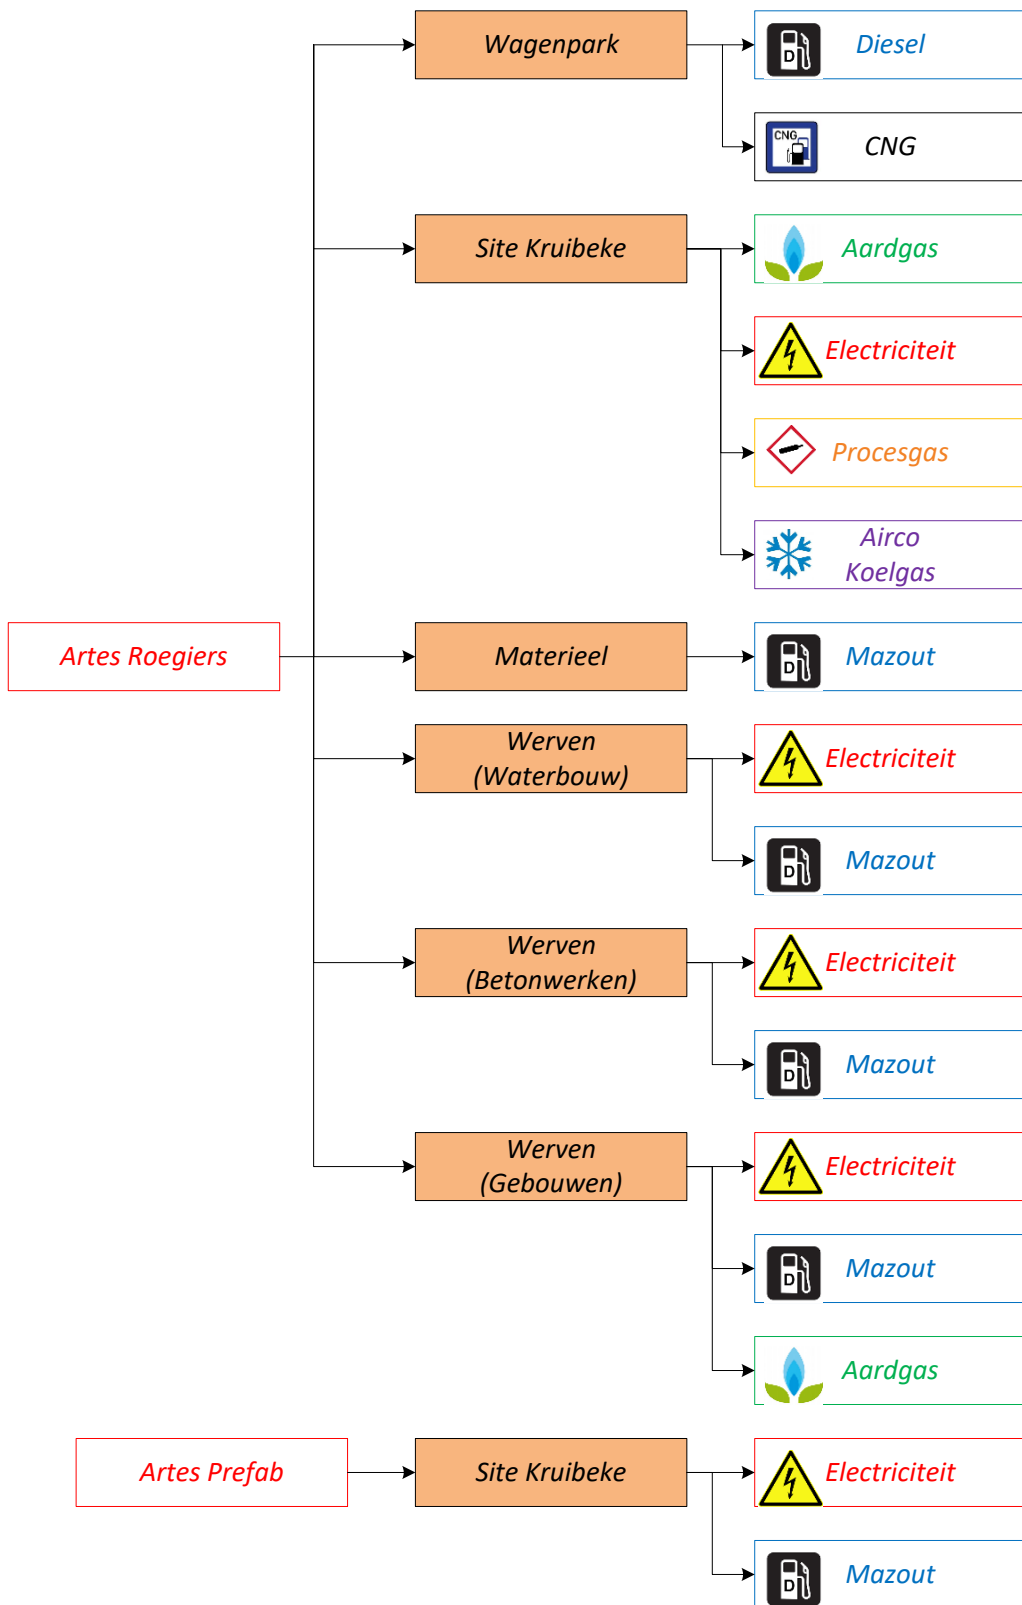 Wagenpark
D
Diesel
CNG
CNG
Site Kruibeke
Aardgas
Electriciteit
Procesgas
Airco
Koelgas
Artes Roegiers
Materieel
D
Mazout
Werven
(Waterbouw)
Electriciteit
D
Mazout
Werven
(Betonwerken)
Electriciteit
D
Mazout
Werven
(Gebouwen)
Electriciteit
D
Mazout
Aardgas
Artes Prefab
Site Kruibeke
Electriciteit
D
Mazout